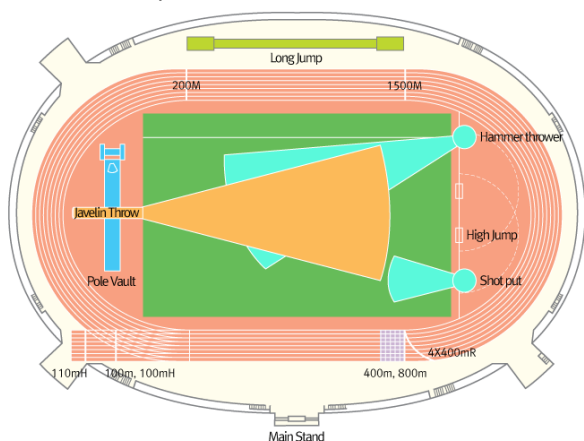 Long Jump
200M
1500M
Hammer thrower
Javelin Throw
High Jump
Pole Vault
Shot put
4X400mR
110mH
100m, 100mH
400m, 800m
Main Stand